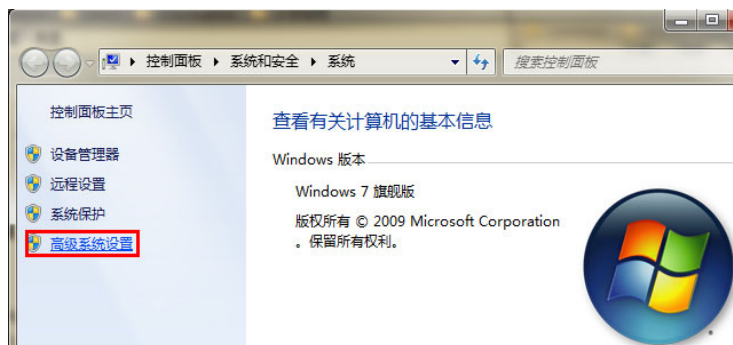 控制面板 系统和安全 系统 搜索控制面板
控制面板主页
设备管理器
远程设置
系统保护
高级系统设置
查看有关计算机的基本信息
Windows 版本
Windows 7 旗舰版
版权所有 © 2009 Microsoft Corporation
。保留所有权利。